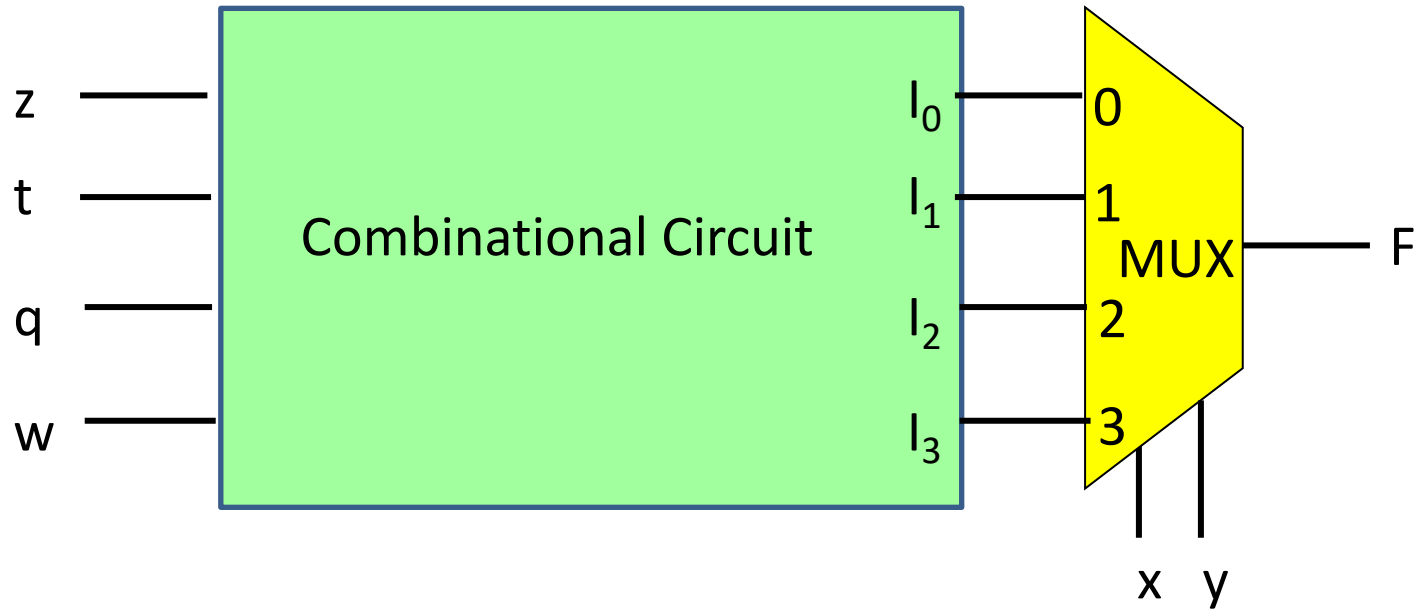 z
I₀
0
t
I₁
1
Combinational Circuit
MUX
F
q
I₂
2
w
I₃
3
x y